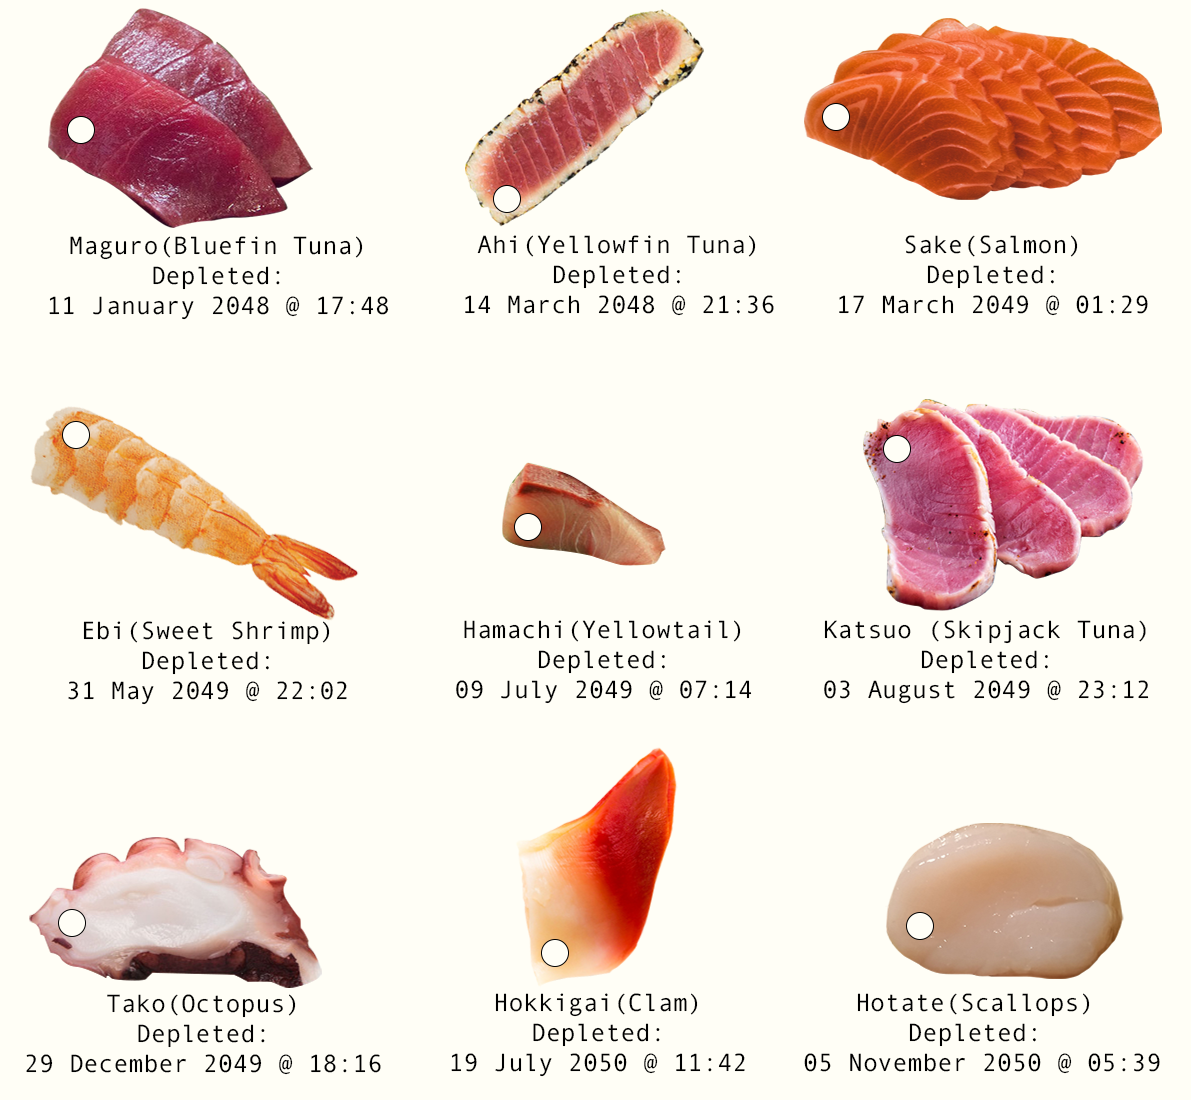 Maguro(Bluefin Tuna)
Depleted:
11 January 2048 @ 17:48
Ahi(Yellowfin Tuna)
Depleted:
14 March 2048 @ 21:36
Sake(Salmon)
Depleted:
17 March 2049 @ 01:29
Ebi(Sweet Shrimp)
Depleted:
31 May 2049 @ 22:02
Hamachi(Yellowtail)
Depleted:
09 July 2049 @ 07:14
Katsuo (Skipjack Tuna)
Depleted:
03 August 2049 @ 23:12
Tako(Octopus)
Depleted:
29 December 2049 @ 18:16
Hokkigai(Clam)
Depleted:
19 July 2050 @ 11:42
Hotate(Scallops)
Depleted:
05 November 2050 @ 05:39